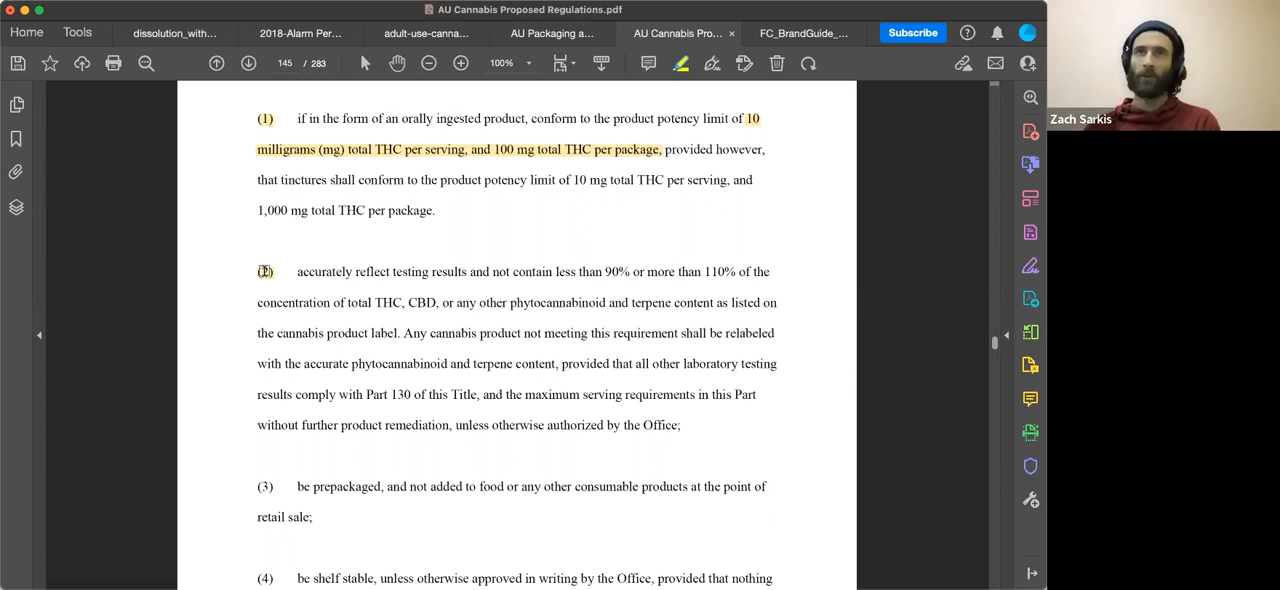 AU Cannabis Proposed Regulations.pdf
Home Tools dissolution_with... 2018-Alarm Per... adult-use-canna... AU Packaging a... AU Cannabis Pro... × FC_BrandGuide_... Subscribe
145 / 283 100%
(1) if in the form of an orally ingested product, conform to the product potency limit of 10
milligrams (mg) total THC per serving, and 100 mg total THC per package, provided however,
that tinctures shall conform to the product potency limit of 10 mg total THC per serving, and
1,000 mg total THC per package.
(2) accurately reflect testing results and not contain less than 90% or more than 110% of the
concentration of total THC, CBD, or any other phytocannabinoid and terpene content as listed on
the cannabis product label. Any cannabis product not meeting this requirement shall be relabeled
with the accurate phytocannabinoid and terpene content, provided that all other laboratory testing
results comply with Part 130 of this Title, and the maximum serving requirements in this Part
without further product remediation, unless otherwise authorized by the Office;
(3) be prepackaged, and not added to food or any other consumable products at the point of
retail sale;
(4) be shelf stable, unless otherwise approved in writing by the Office, provided that nothing
Zach Sarkis